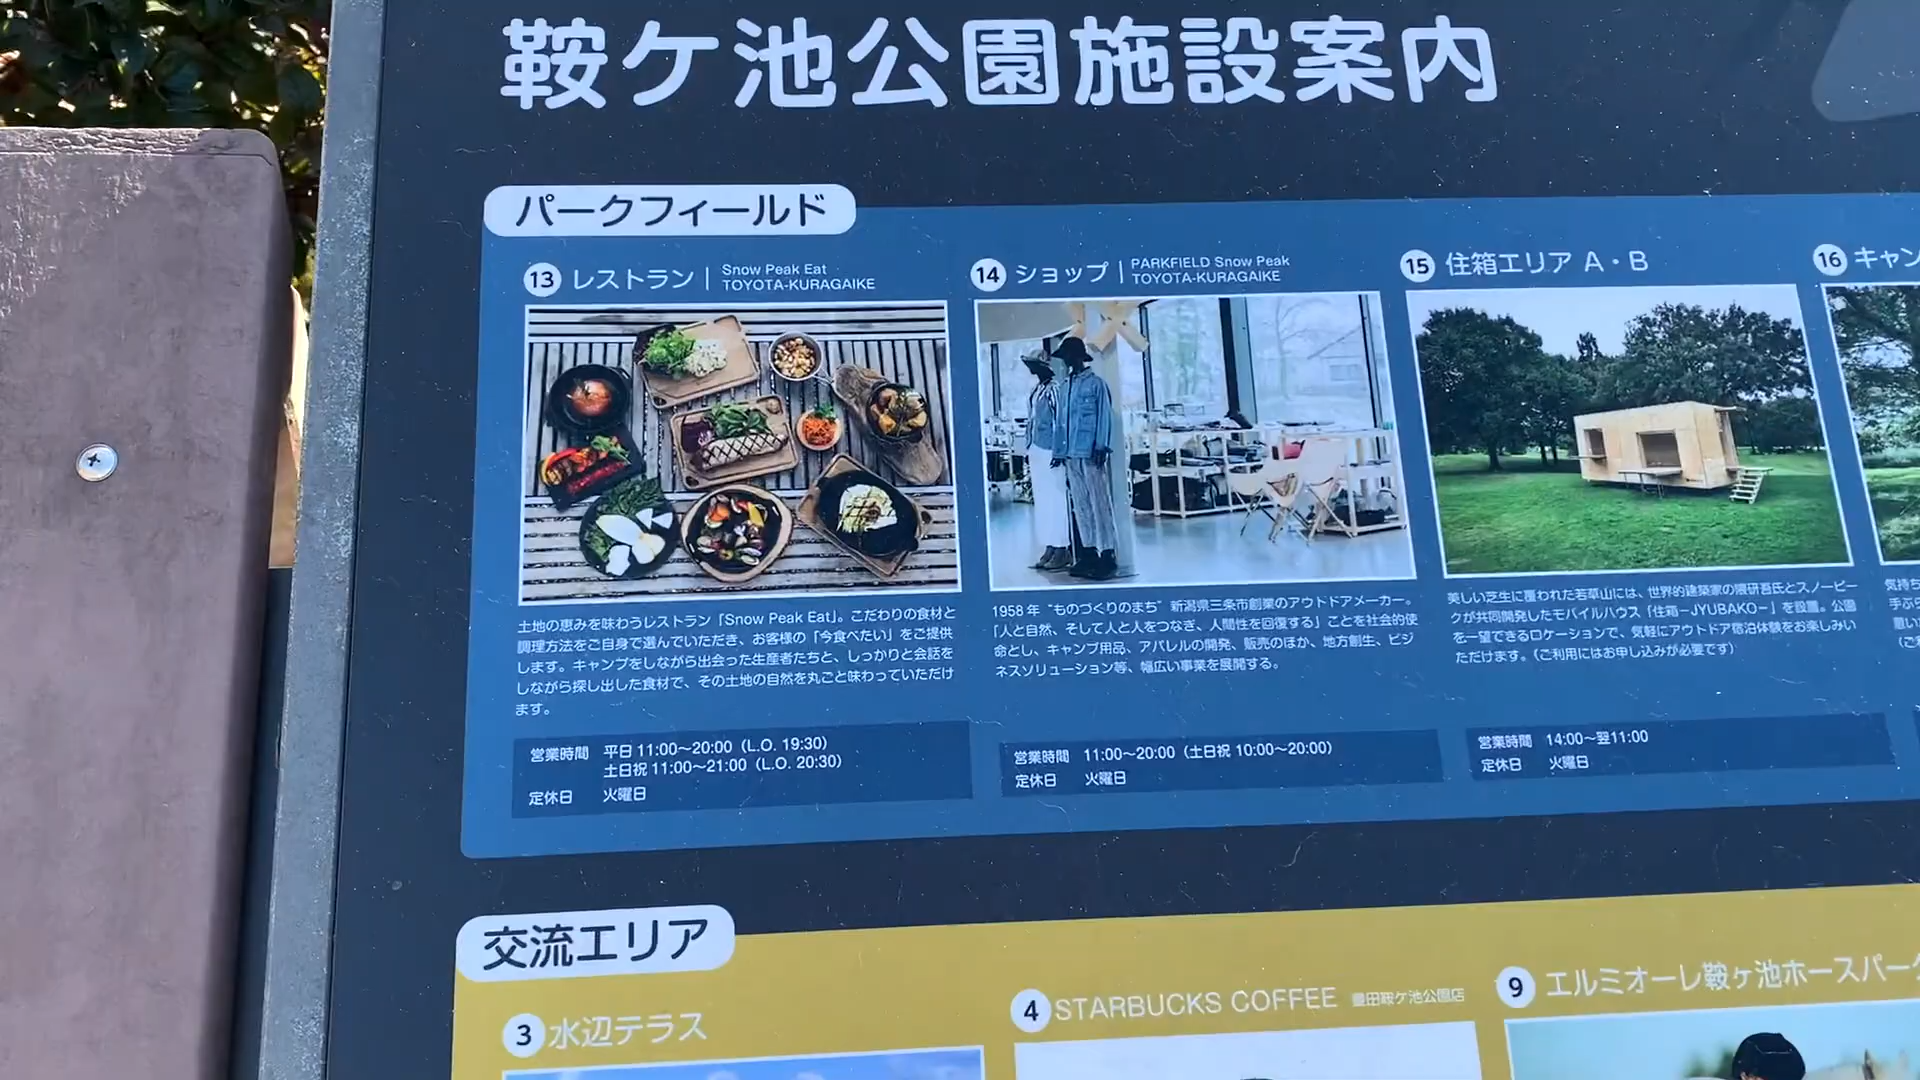 鞍ケ池公園施設案内
パークフィールド
13 レストラン | Snow Peak Eat
TOYOTA-KURAGAIKE
土地の恵みを味わうレストラン「Snow Peak Eat」。こだわりの食材と
調理方法をご自身で選んでいただき、お客様の「今食べたい」をご提供
します。キャンプをしながら出会った生産者たちと、しっかりと会話を
しながら探し出した食材で、その土地の自然を丸ごと味わっていただけ
ます。
営業時間 平日 11:00〜20:00（L.O. 19:30）
土日祝 11:00〜21:00（L.O. 20:30）
定休日 火曜日
14 ショップ | PARKFIELD Snow Peak
TOYOTA-KURAGAIKE
1958 年 “ものづくりのまち” 新潟県三条市創業のアウトドアメーカー。
「人と自然、そして人と人をつなぎ、人間性を回復する」ことを社会的使
命とし、キャンプ用品、アパレルの開発、販売のほか、地方創生、ビジ
ネスソリューション等、幅広い事業を展開する。
営業時間 11:00〜20:00（土日祝 10:00〜20:00）
定休日 火曜日
15 住箱エリア A・B
美しい芝生に覆われた若草山には、世界的建築家の隈研吾氏とスノーピー
クが共同開発したモバイルハウス「住箱－JYUBAKO－」を設置。公園
を一望できるロケーションで、気軽にアウトドア宿泊体験をお楽しみい
ただけます。（ご利用にはお申し込みが必要です）
営業時間 14:00〜翌11:00
定休日 火曜日
16 キャン
気持ち
手ぶら
交流エリア
3 水辺テラス
4 STARBUCKS COFFEE 豊田鞍ケ池公園店
9 エルミオーレ鞍ヶ池ホースパーク